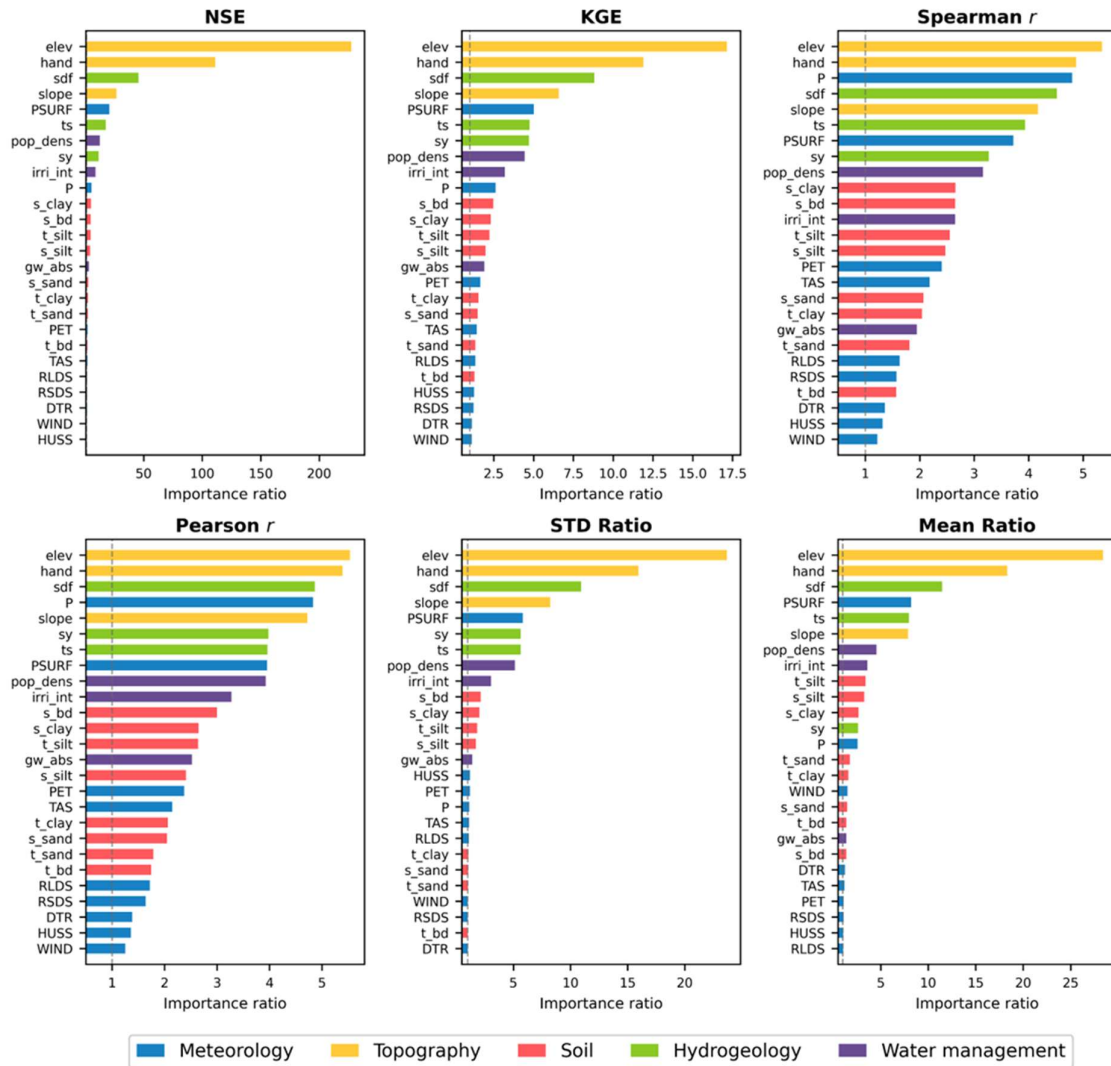 NSE
elev
hand
sdf
slope
PSURF
ts
pop_dens
sy
irri_int
P
s_clay
s_bd
t_silt
s_silt
gw_abs
s_sand
t_clay
t_sand
PET
t_bd
TAS
RLDS
RSDS
DTR
WIND
HUSS
50 100 150 200
Importance ratio
KGE
elev
hand
sdf
slope
PSURF
ts
sy
pop_dens
irri_int
P
s_bd
s_clay
t_silt
s_silt
gw_abs
PET
t_clay
s_sand
TAS
t_sand
RLDS
t_bd
HUSS
RSDS
DTR
WIND
2.5 5.0 7.5 10.0 12.5 15.0 17.5
Importance ratio
Spearman r
elev
hand
P
sdf
slope
ts
PSURF
sy
pop_dens
s_clay
s_bd
irri_int
t_silt
s_silt
PET
TAS
s_sand
t_clay
gw_abs
t_sand
RLDS
RSDS
t_bd
DTR
HUSS
WIND
1 2 3 4 5
Importance ratio
Pearson r
elev
hand
sdf
P
slope
sy
ts
PSURF
pop_dens
irri_int
s_bd
s_clay
t_silt
gw_abs
s_silt
PET
TAS
t_clay
s_sand
t_sand
t_bd
RLDS
RSDS
DTR
HUSS
WIND
1 2 3 4 5
Importance ratio
STD Ratio
elev
hand
sdf
slope
PSURF
sy
ts
pop_dens
irri_int
s_bd
s_clay
t_silt
s_silt
gw_abs
HUSS
PET
P
TAS
RLDS
t_clay
s_sand
t_sand
WIND
RSDS
t_bd
DTR
5 10 15 20
Importance ratio
Mean Ratio
elev
hand
sdf
PSURF
ts
slope
pop_dens
irri_int
t_silt
s_silt
s_clay
sy
P
t_sand
t_clay
WIND
s_sand
t_bd
gw_abs
s_bd
DTR
TAS
PET
RSDS
HUSS
RLDS
5 10 15 20 25
Importance ratio
Meteorology Topography Soil Hydrogeology Water management